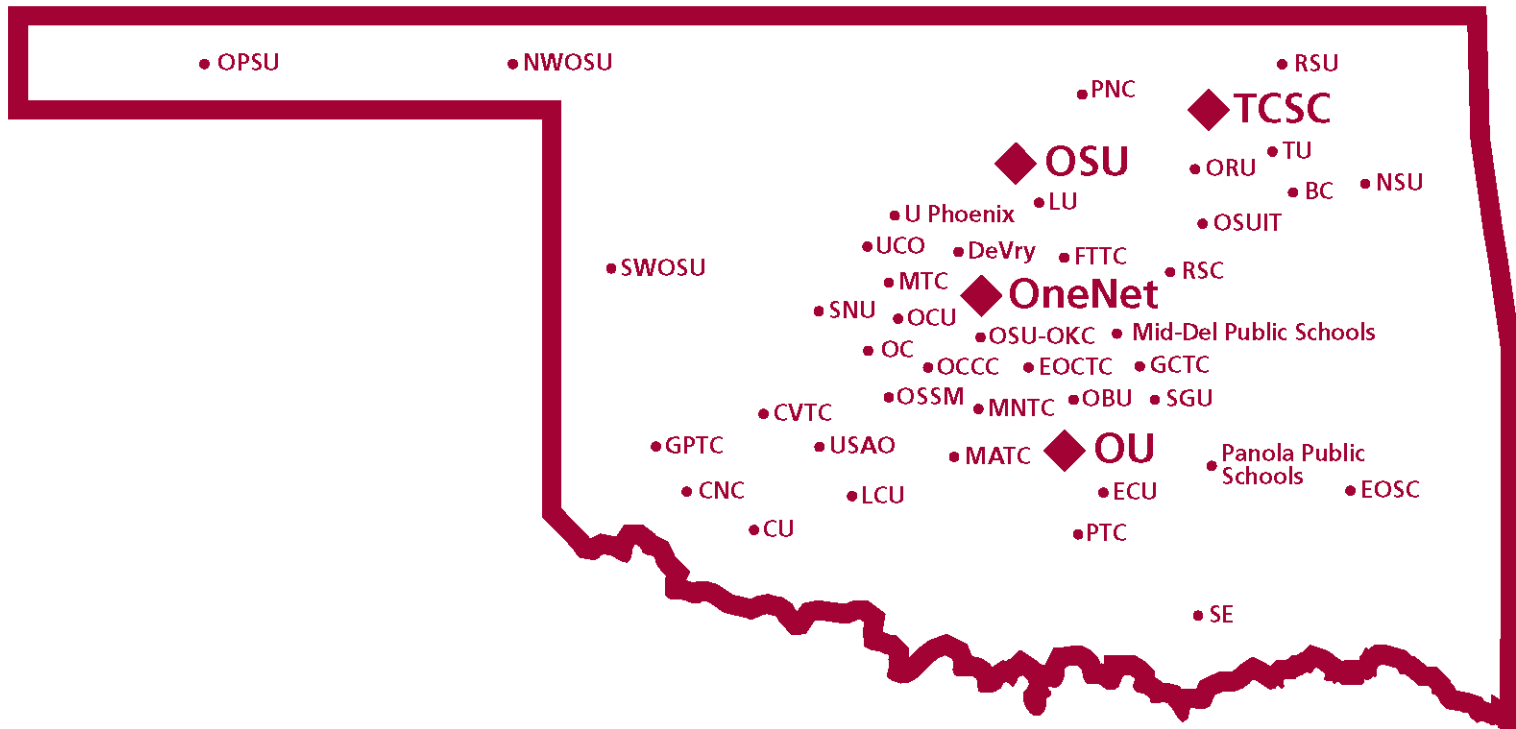 OPSU
NWOSU
RSU
PNC
TCSC
OSU
TU
ORU
NSU
BC
LU
U Phoenix
OSUIT
UCO
DeVry
FTTC
SWOSU
RSC
MTC
OneNet
SNU
OCU
OSU-OKC
Mid-Del Public Schools
OC
OCCC
EOCTC
GCTC
OSSM
MNTC
OBU
SGU
CVTC
GPTC
USAO
MATC
OU
Panola Public
Schools
CNC
LCU
ECU
EOSC
CU
PTC
SE